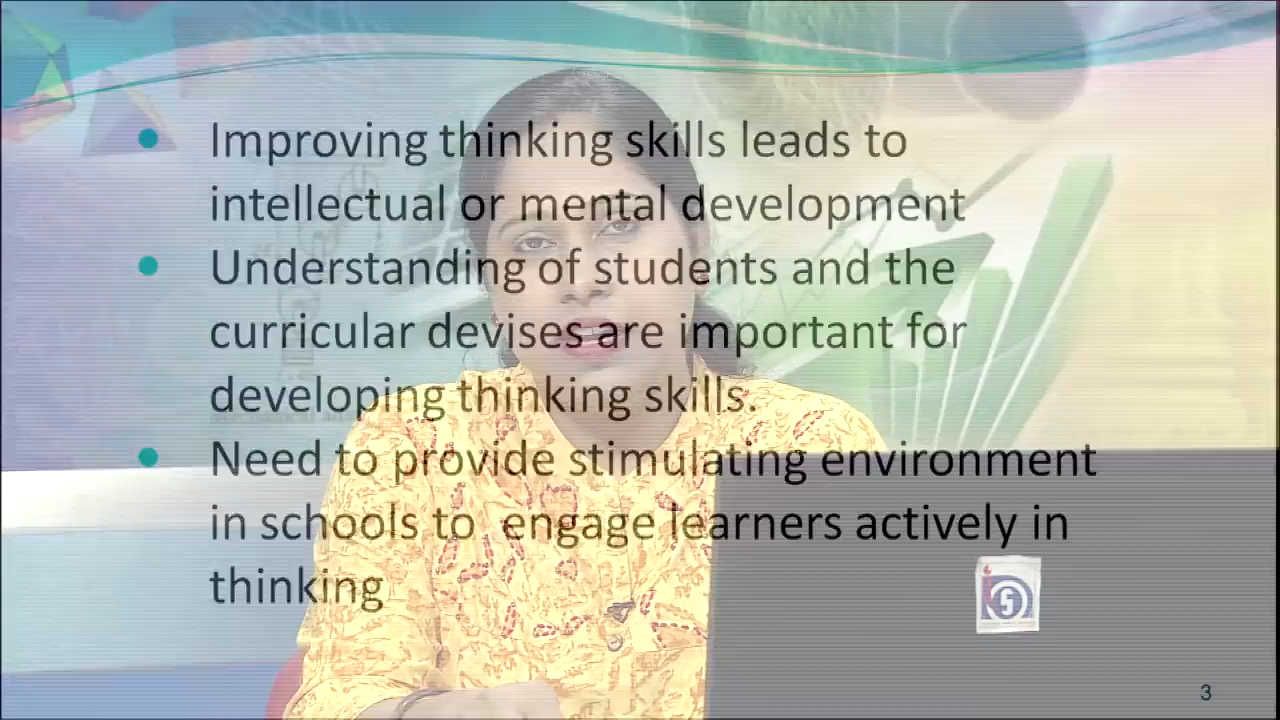 Improving thinking skills leads to
intellectual or mental development
Understanding of students and the
curricular devises are important for
developing thinking skills.
Need to provide stimulating environment
in schools to engage learners actively in
thinking
3